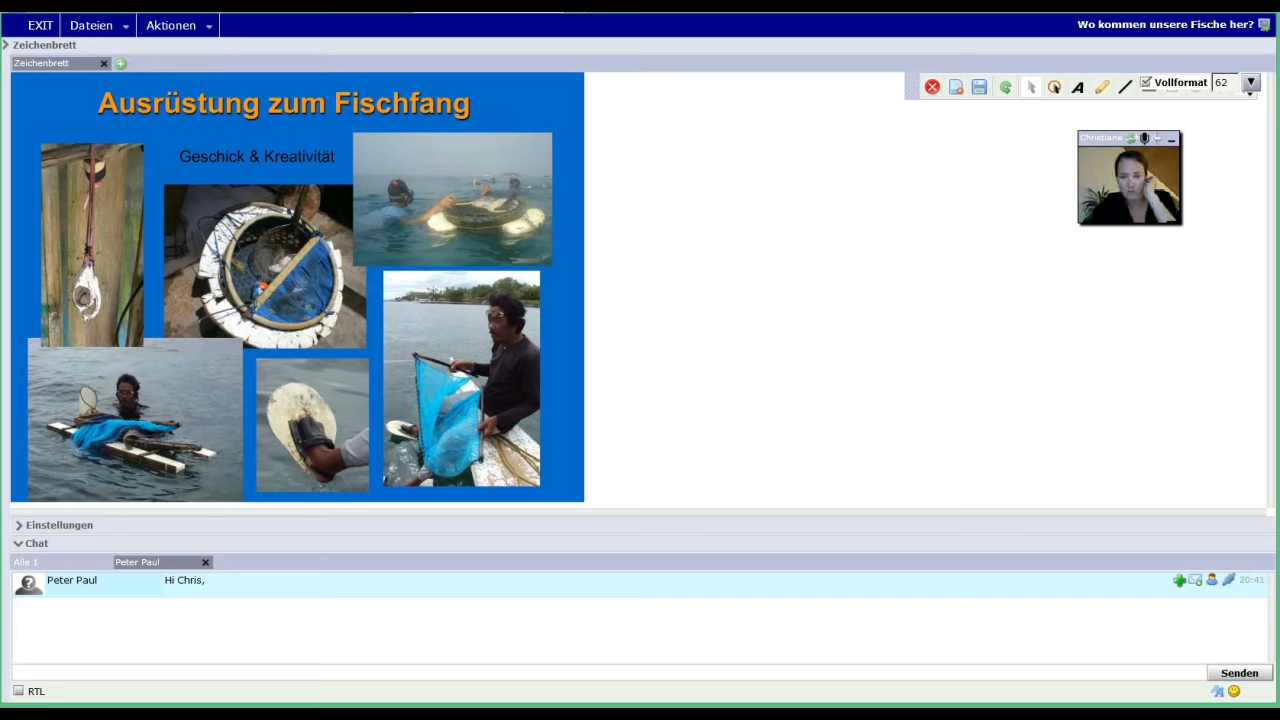 EXIT Dateien Aktionen Wo kommen unsere Fische her?
Zeichenbrett
Zeichenbrett
Vollformat 62
Ausrüstung zum Fischfang
Geschick & Kreativität
Christiane
Einstellungen
Chat
Alle 1 Peter Paul
Peter Paul Hi Chris, 20:41
Senden
RTL